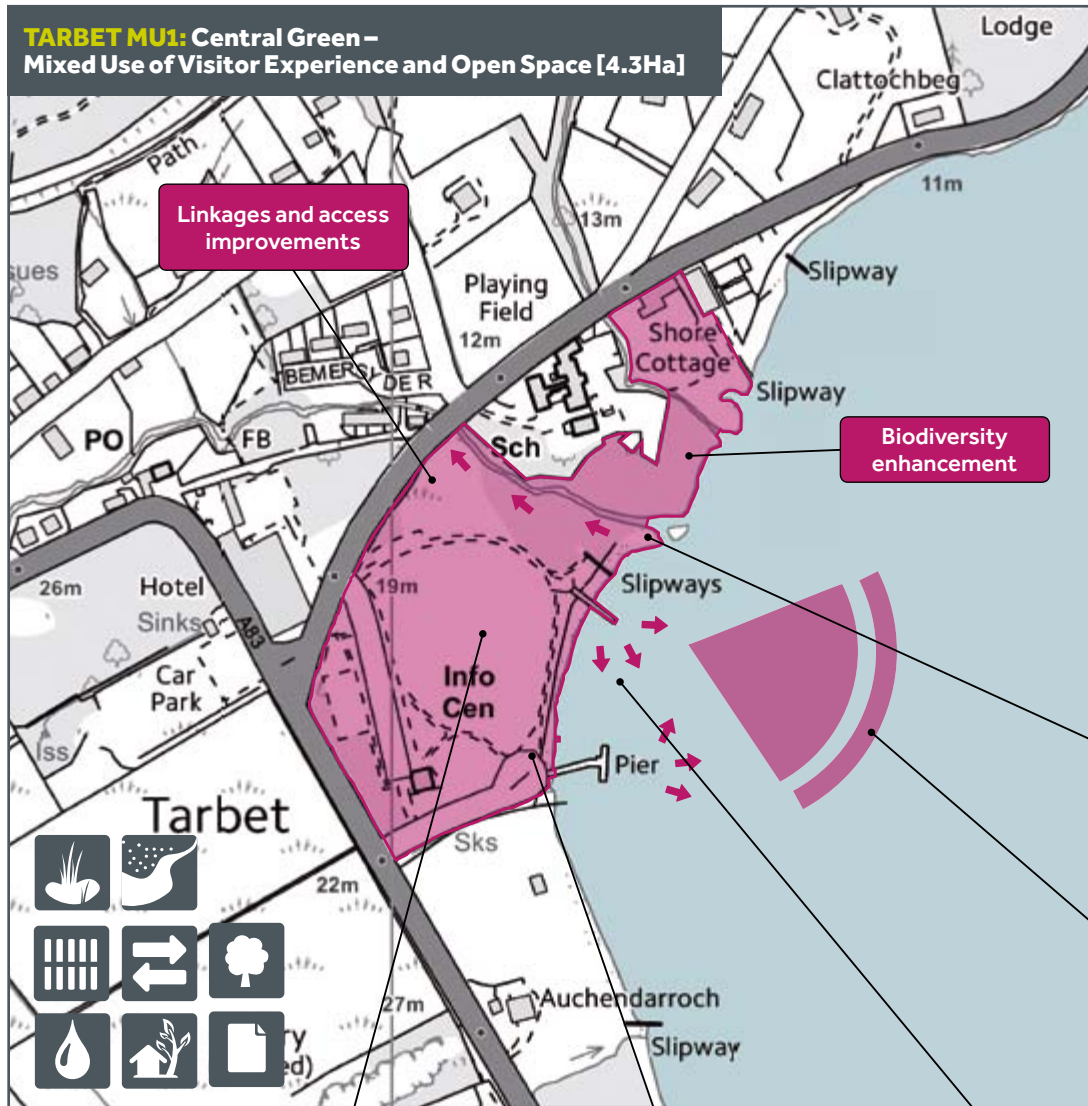 TARBET MU1: Central Green –
Mixed Use of Visitor Experience and Open Space [4.3Ha]
Lodge
Clattochbeg
Path
11m
Linkages and access
improvements
13m
Slipway
Playing
Field
Shore
Cottage
12m
Slipway
PO
FB
Sch
Biodiversity
enhancement
26m
Hotel
Sinks
A83
19m
Slipways
Car
Park
Info
Cen
Pier
Tarbet
Sks
22m
27m
Auchendarroch
Slipway